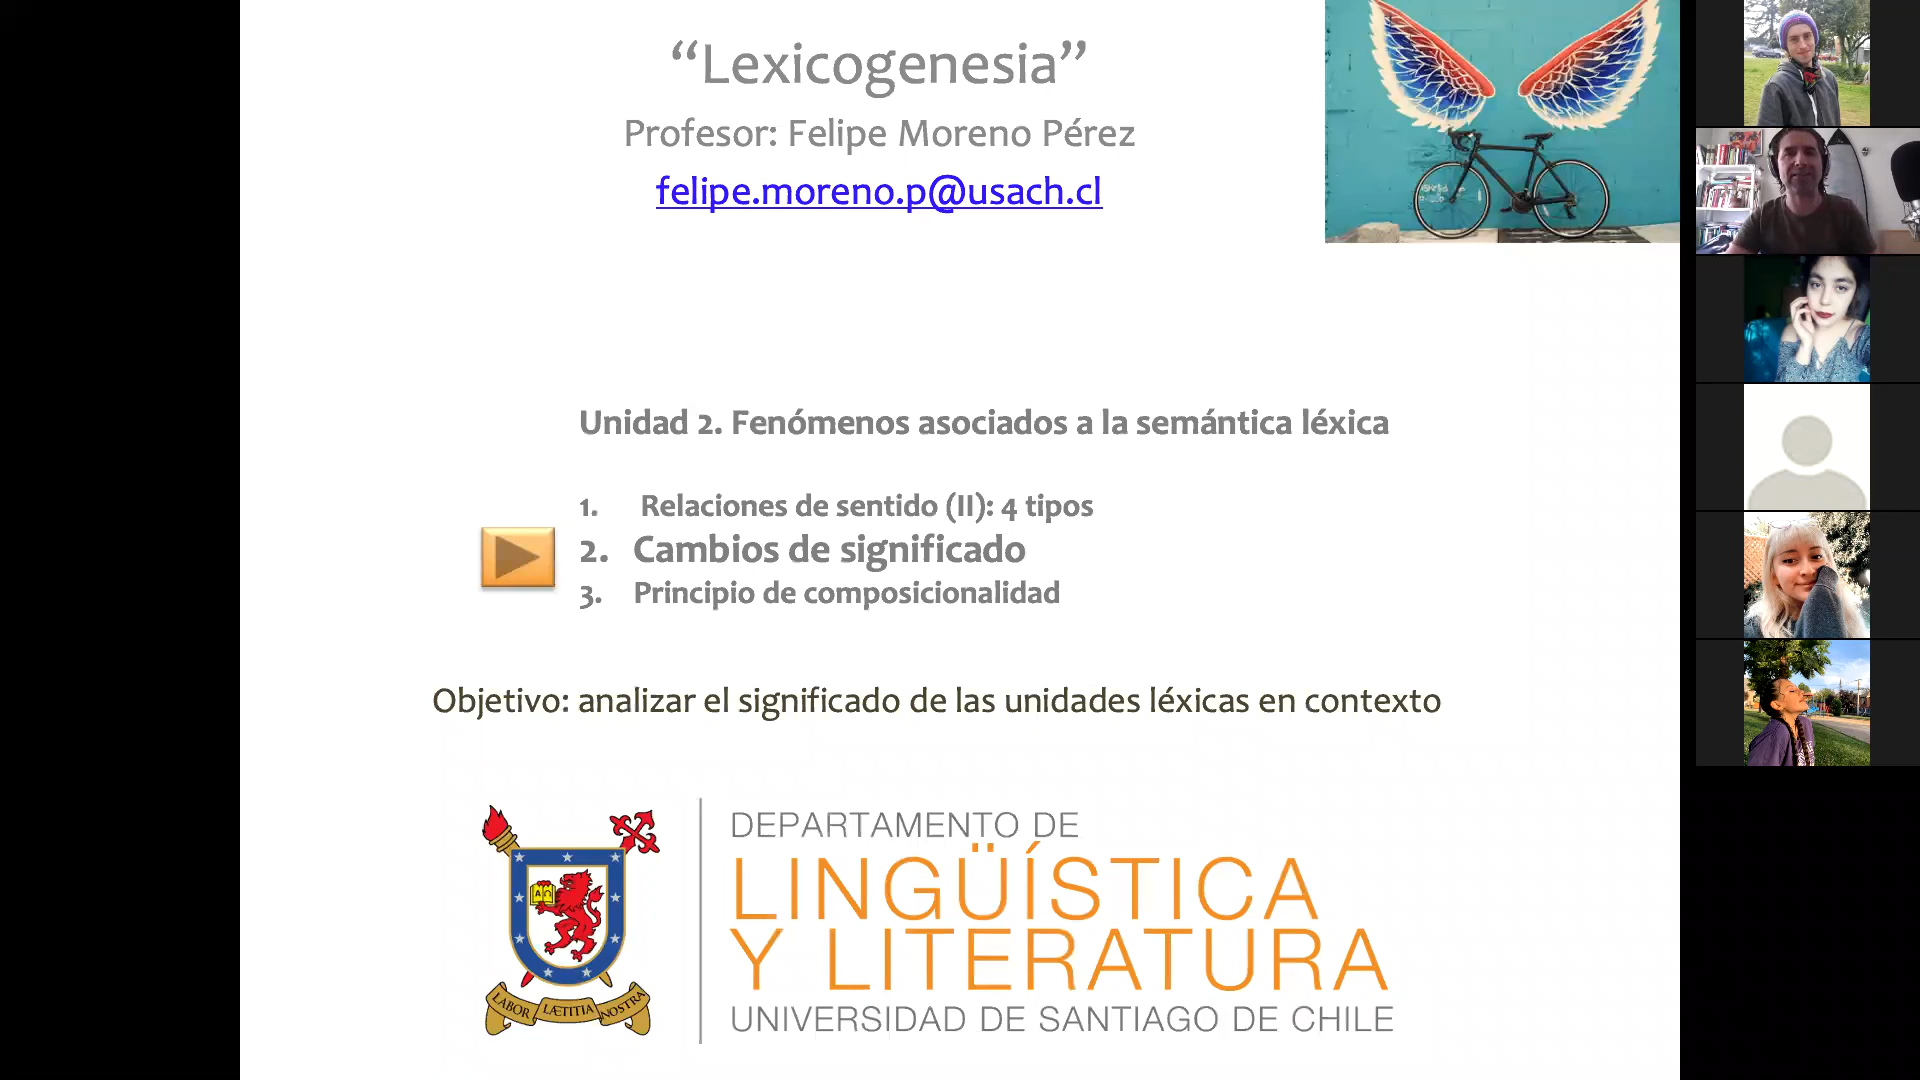 “Lexicogenesia”
Profesor: Felipe Moreno Pérez
felipe.moreno.p@usach.cl
Unidad 2. Fenómenos asociados a la semántica léxica
1. Relaciones de sentido (II): 4 tipos
2. Cambios de significado
3. Principio de composicionalidad
Objetivo: analizar el significado de las unidades léxicas en contexto
DEPARTAMENTO DE
LINGÜÍSTICA
Y LITERATURA
UNIVERSIDAD DE SANTIAGO DE CHILE
LABOR LÆTITIA NOSTRA